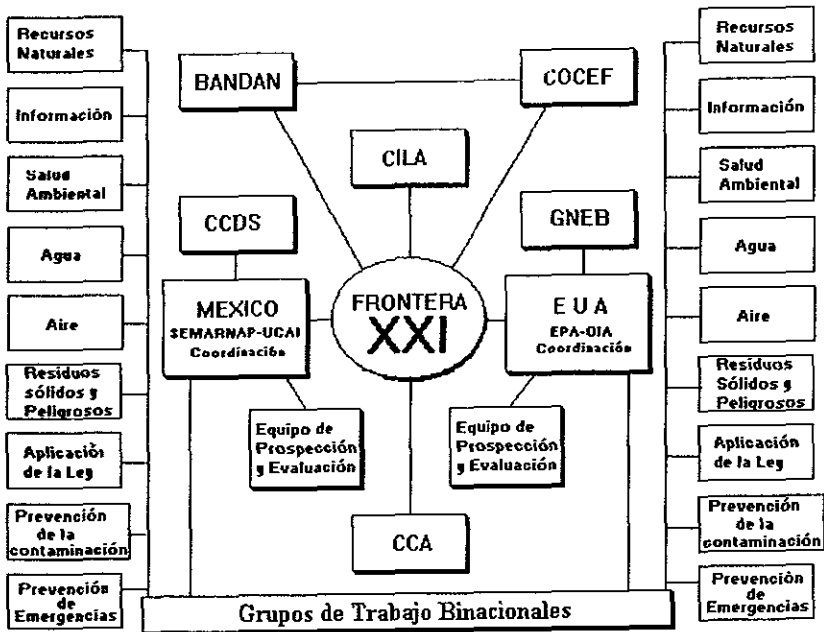 Recursos
Naturales
Información
Salud
Ambiental
Agua
Aire
Residuos
sólidos y
Peligrosos
Aplicación
de la Ley
Prevención
de la
contaminación
Prevención
de
Emergencias
BANDAN
COCEF
CILA
CCDS
GNEB
MEXICO
SEMARNAP-UCAI
Coordinación
FRONTERA
XXI
E U A
EPA-OIA
Coordinación
Equipo de
Prospección
y Evaluación
Equipo de
Prospección
y Evaluación
CCA
Grupos de Trabajo Binacionales
Recursos
Naturales
Información
Salud
Ambiental
Agua
Aire
Residuos
Sólidos y
Peligrosos
Aplicación
de la Ley
Prevención
de la
contaminación
Prevención
de
Emergencias